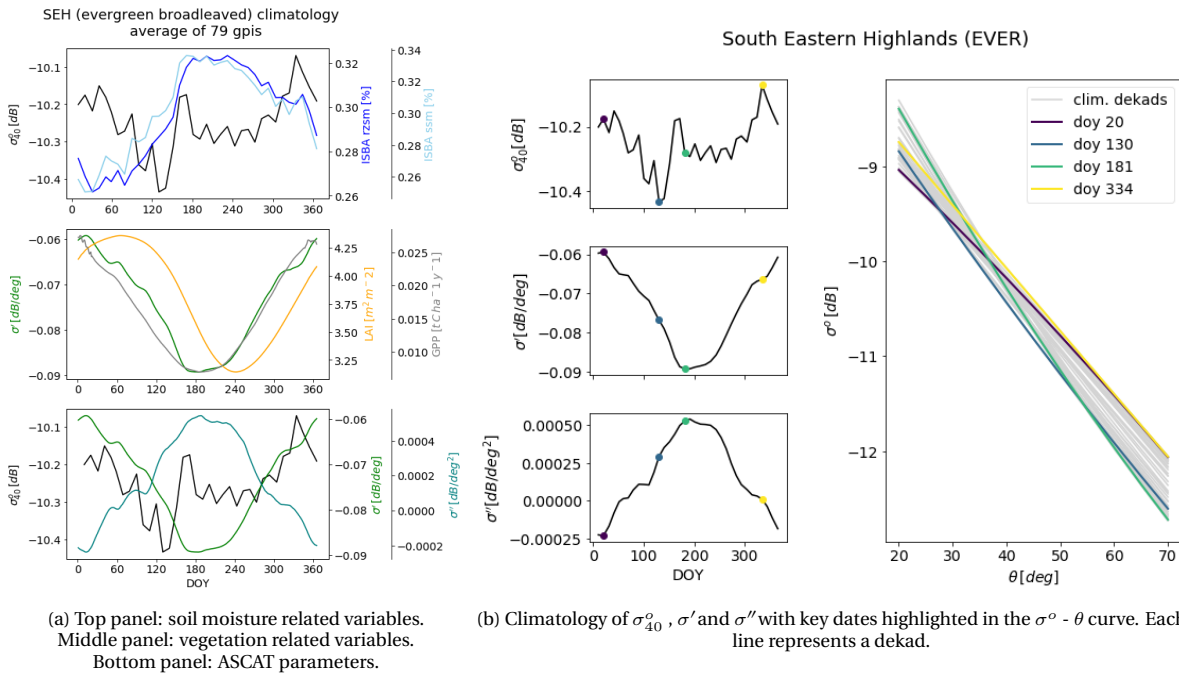 SEH (evergreen broadleaved) climatology
average of 79 gpis
−10.1
−10.2
−10.3
−10.4
σ⁰₄₀ [dB]
0 60 120 180 240 300 360
0.32
0.30
0.28
0.26
ISBA rzsm [%]
0.34
0.32
0.30
0.28
0.26
ISBA ssm [%]
−0.06
−0.07
−0.08
−0.09
σ′ [dB/deg]
0 60 120 180 240 300 360
4.25
4.00
3.75
3.50
3.25
LAI [m² m⁻2]
0.025
0.020
0.015
0.010
GPP [t C ha⁻1 y⁻1]
−10.1
−10.2
−10.3
−10.4
σ⁰₄₀ [dB]
0 60 120 180 240 300 360
DOY
−0.06
−0.07
−0.08
−0.09
σ′ [dB/deg]
0.0004
0.0002
0.0000
−0.0002
σ″ [dB/deg²]
(a) Top panel: soil moisture related variables.
Middle panel: vegetation related variables.
Bottom panel: ASCAT parameters.
South Eastern Highlands (EVER)
−10.2
−10.4
σ⁰₄₀ [dB]
−0.06
−0.07
−0.08
−0.09
σ′ [dB/deg]
0.00050
0.00025
0.00000
−0.00025
σ″ [dB/deg²]
0 100 200 300
DOY
clim. dekads
doy 20
doy 130
doy 181
doy 334
−9
−10
−11
−12
σᵒ [dB]
20 30 40 50 60 70
θ [deg]
(b) Climatology of σᵒ₄₀ , σ′ and σ″ with key dates highlighted in the σᵒ - θ curve. Each
line represents a dekad.